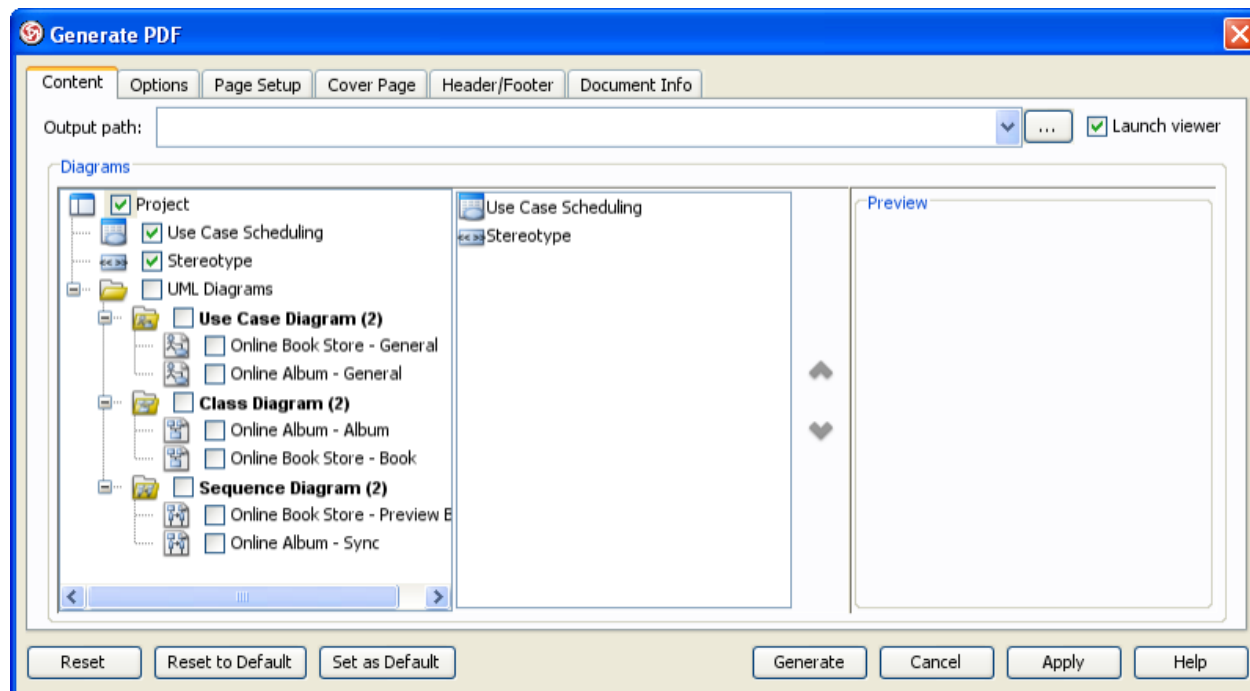 Generate PDF
Content Options Page Setup Cover Page Header/Footer Document Info
Output path: ... Launch viewer
Diagrams
Project
Use Case Scheduling
Stereotype
UML Diagrams
Use Case Diagram (2)
Online Book Store - General
Online Album - General
Class Diagram (2)
Online Album - Album
Online Book Store - Book
Sequence Diagram (2)
Online Book Store - Preview B
Online Album - Sync
Use Case Scheduling
Stereotype
Preview
Reset Reset to Default Set as Default Generate Cancel Apply Help